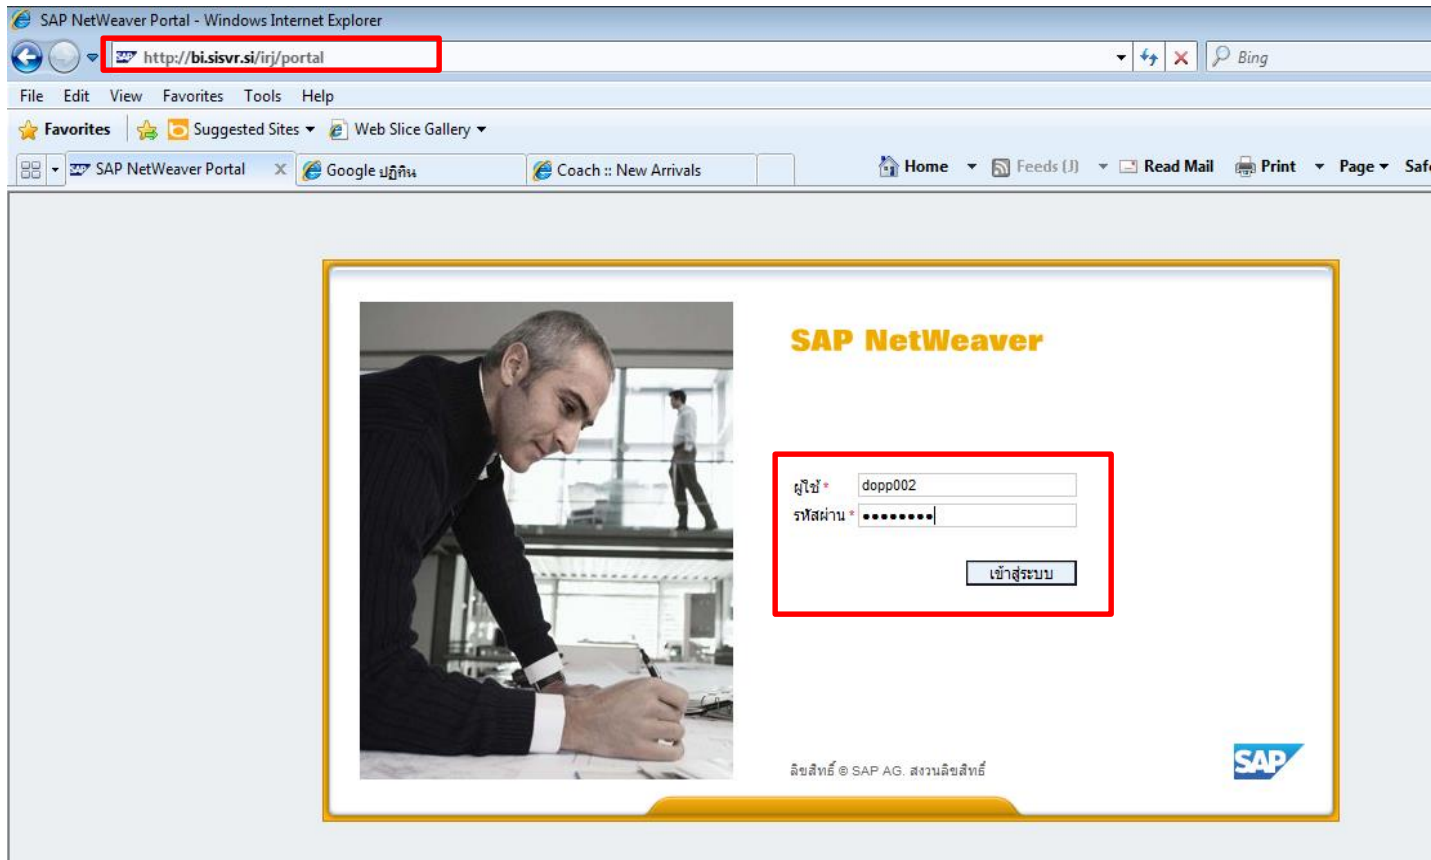 SAP NetWeaver Portal - Windows Internet Explorer
http://bi.sisvr.si/irj/portal
Bing
File Edit View Favorites Tools Help
Favorites Suggested Sites Web Slice Gallery
SAP NetWeaver Portal X Google ปฏิทิน Coach :: New Arrivals Home Feeds (J) Read Mail Print Page Safe
SAP NetWeaver
ผู้ใช้ * dopp002
รหัสผ่าน * ••••••••
เข้าสู่ระบบ
ลิขสิทธิ์ © SAP AG. สงวนลิขสิทธิ์
SAP